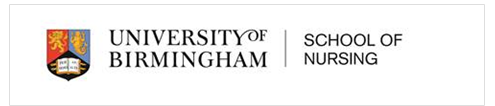 UNIVERSITY OF
BIRMINGHAM
SCHOOL OF
NURSING